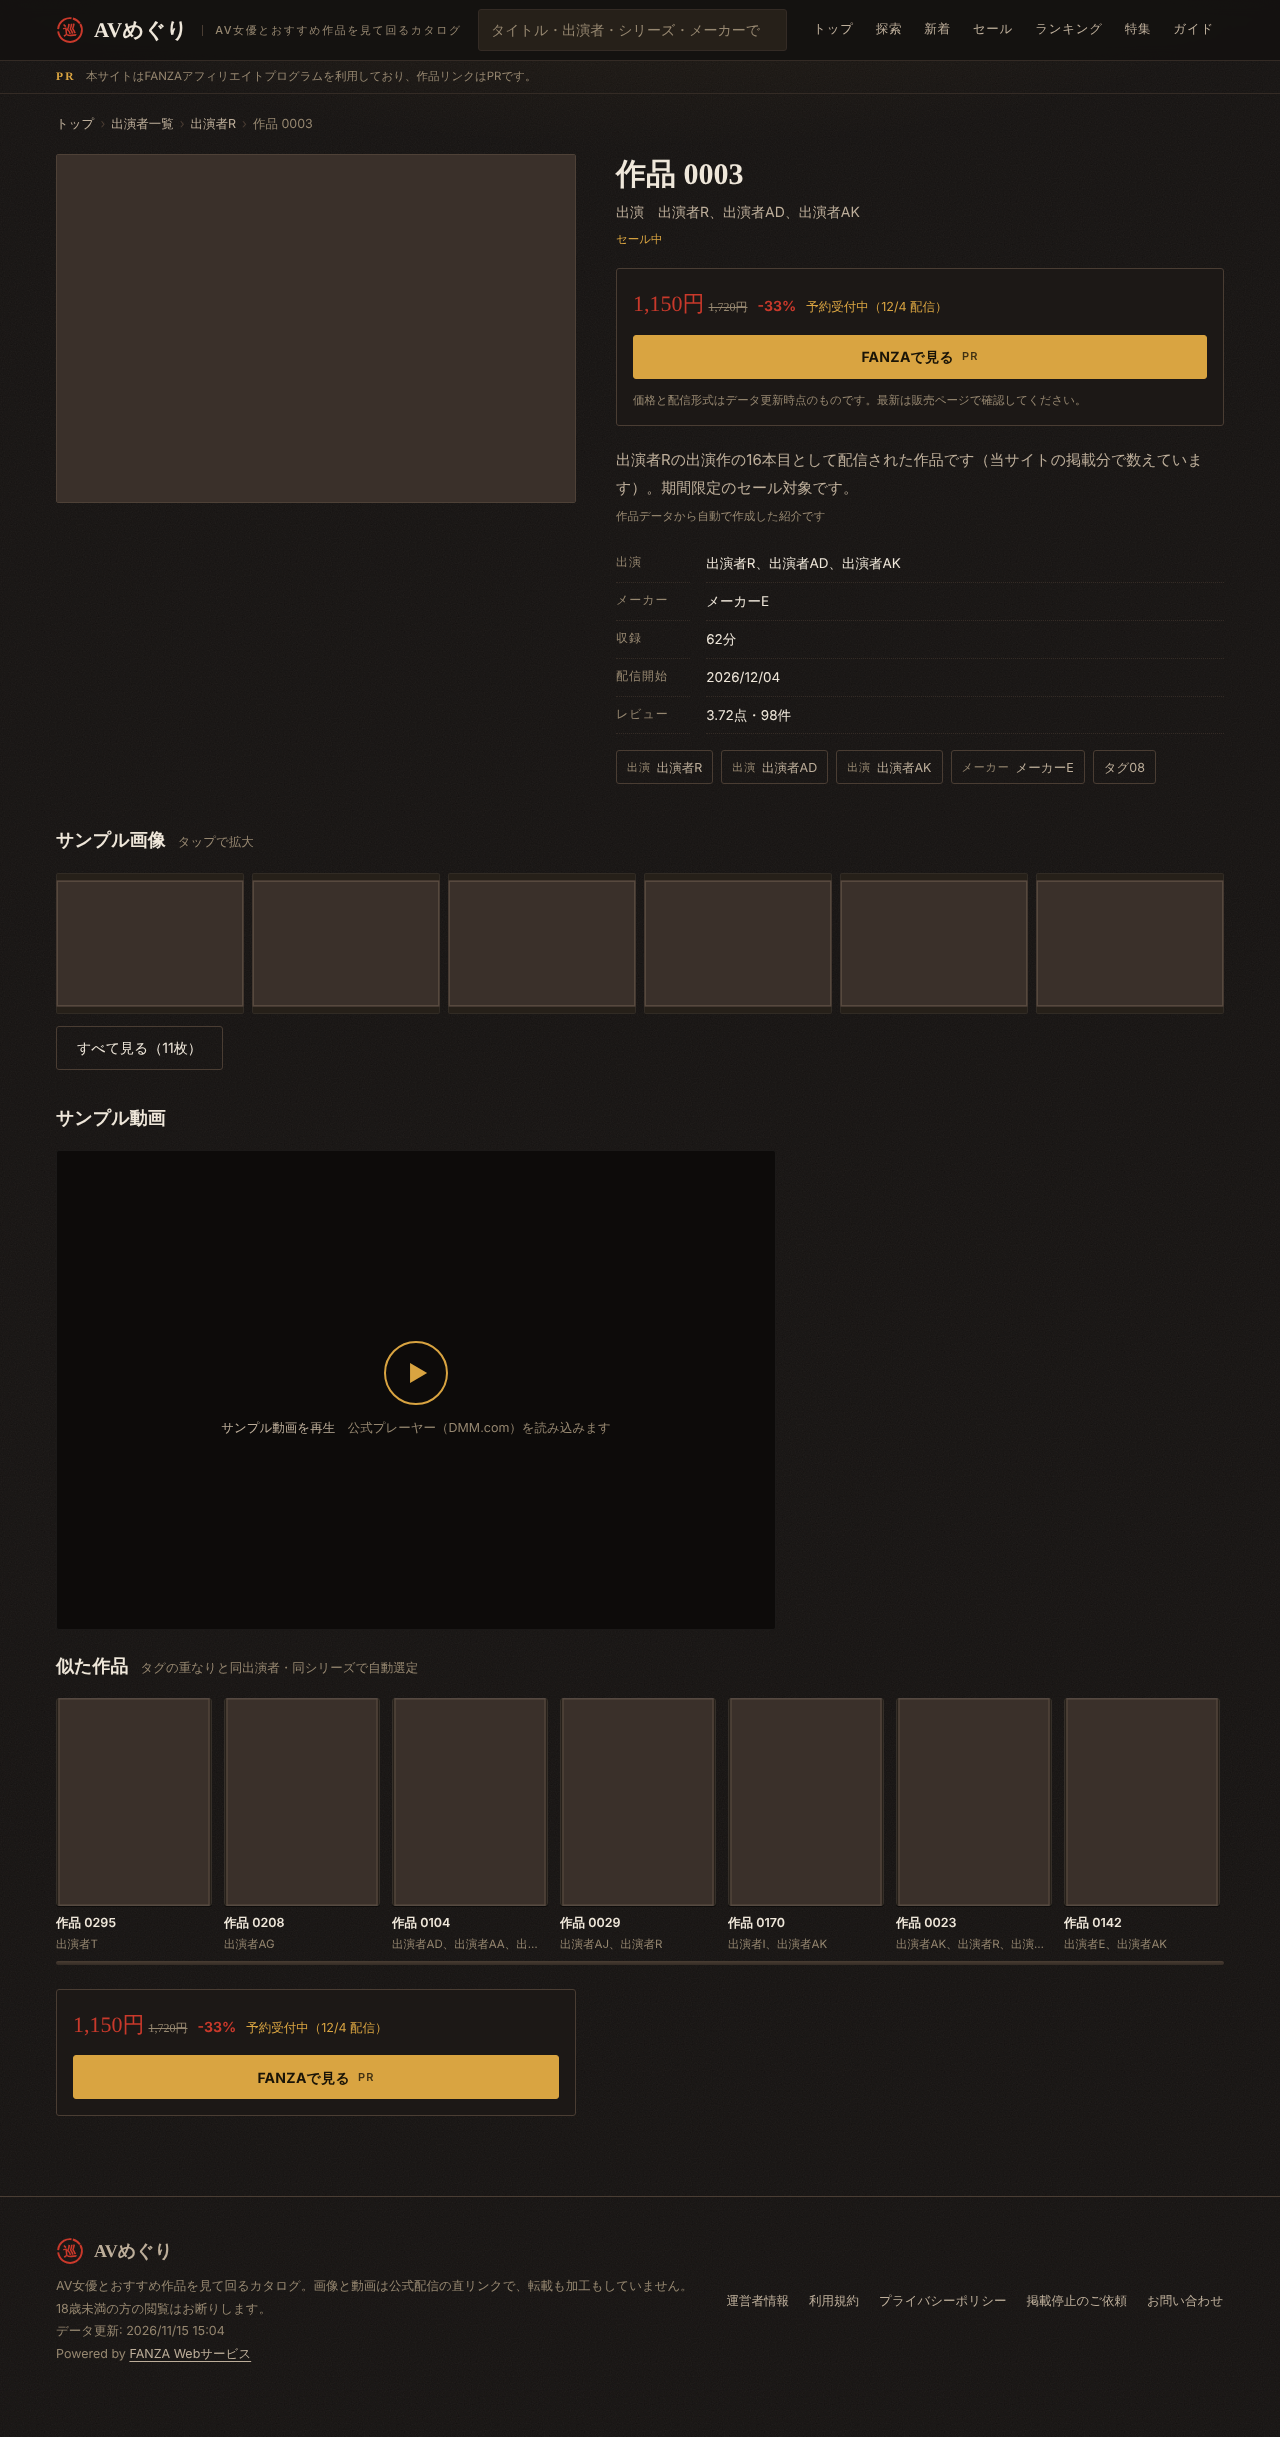 巡 AVめぐり AV女優とおすすめ作品を見て回るカタログ タイトル・出演者・シリーズ・メーカーで トップ 探索 新着 セール ランキング 特集 ガイド
PR 本サイトはFANZAアフィリエイトプログラムを利用しており、作品リンクはPRです。
トップ › 出演者一覧 › 出演者R › 作品 0003
作品 0003
出演 出演者R、出演者AD、出演者AK
セール中
1,150円 1,720円 -33% 予約受付中（12/4 配信）
FANZAで見る PR
価格と配信形式はデータ更新時点のものです。最新は販売ページで確認してください。
出演者Rの出演作の16本目として配信された作品です（当サイトの掲載分で数えていま
す）。期間限定のセール対象です。
作品データから自動で作成した紹介です
出演 出演者R、出演者AD、出演者AK
メーカー メーカーE
収録 62分
配信開始 2026/12/04
レビュー 3.72点・98件
出演 出演者R 出演 出演者AD 出演 出演者AK メーカー メーカーE タグ08
サンプル画像 タップで拡大
すべて見る（11枚）
サンプル動画
サンプル動画を再生 公式プレーヤー（DMM.com）を読み込みます
似た作品 タグの重なりと同出演者・同シリーズで自動選定
作品 0295 作品 0208 作品 0104 作品 0029 作品 0170 作品 0023 作品 0142
出演者T 出演者AG 出演者AD、出演者AA、出… 出演者AJ、出演者R 出演者I、出演者AK 出演者AK、出演者R、出演… 出演者E、出演者AK
1,150円 1,720円 -33% 予約受付中（12/4 配信）
FANZAで見る PR
巡 AVめぐり
AV女優とおすすめ作品を見て回るカタログ。画像と動画は公式配信の直リンクで、転載も加工もしていません。
18歳未満の方の閲覧はお断りします。
データ更新: 2026/11/15 15:04
Powered by FANZA Webサービス
運営者情報 利用規約 プライバシーポリシー 掲載停止のご依頼 お問い合わせ